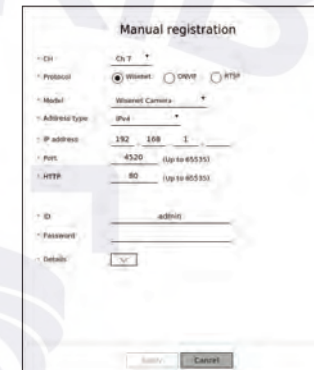 Manual registration
CH Ch 7
Protocol Wisenet ONVIF RTSP
Model Wisenet Camera
Address type IPv4
IP address 192 . 168 . 1 .
Port 4520 (Up to 65535)
HTTP 80 (Up to 65535)
ID admin
Password
Details
Apply Cancel